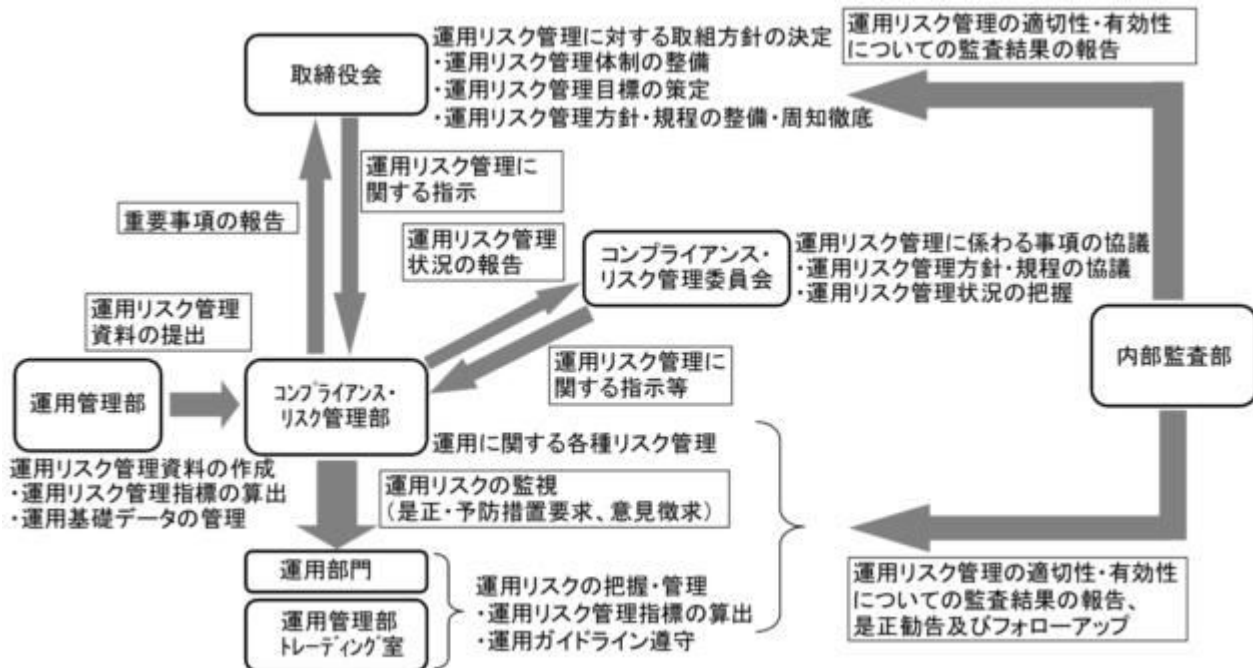 取締役会
運用リスク管理に対する取組方針の決定
・運用リスク管理体制の整備
・運用リスク管理目標の策定
・運用リスク管理方針・規程の整備・周知徹底
運用リスク管理の適切性・有効性
についての監査結果の報告
運用リスク管理に
関する指示
重要事項の報告
運用リスク管理
状況の報告
コンプライアンス・
リスク管理委員会
運用リスク管理に係わる事項の協議
・運用リスク管理方針・規程の協議
・運用リスク管理状況の把握
運用リスク管理
資料の提出
運用リスク管理に
関する指示等
内部監査部
運用管理部
コンプライアンス・
リスク管理部
運用に関する各種リスク管理
運用リスク管理資料の作成
・運用リスク管理指標の算出
・運用基礎データの管理
運用リスクの監視
(是正・予防措置要求、意見徴求)
運用部門
運用管理部
トレーディング室
運用リスクの把握・管理
・運用リスク管理指標の算出
・運用ガイドライン遵守
運用リスク管理の適切性・有効性
についての監査結果の報告、
是正勧告及びフォローアップ